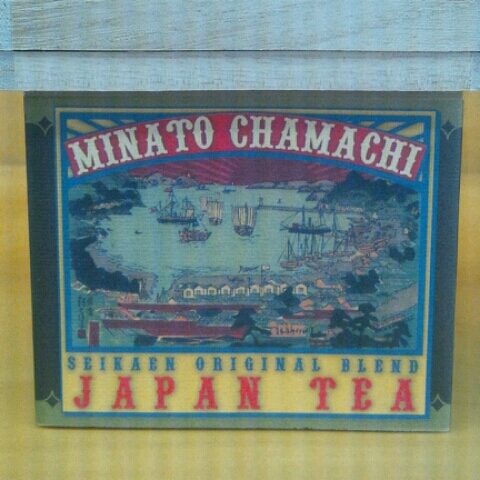 MINATO CHAMACHI
SEIKAEN ORIGINAL BLEND
JAPAN TEA